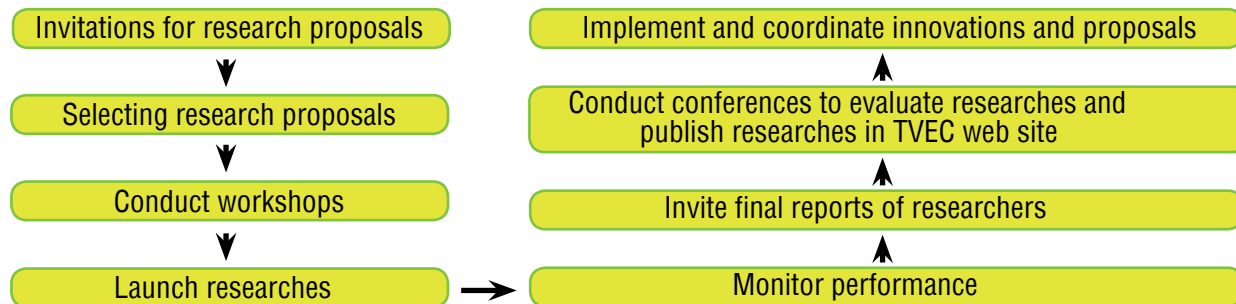 Invitations for research proposals
Selecting research proposals
Conduct workshops
Launch researches
Monitor performance
Invite final reports of researchers
Conduct conferences to evaluate researches and
publish researches in TVEC web site
Implement and coordinate innovations and proposals